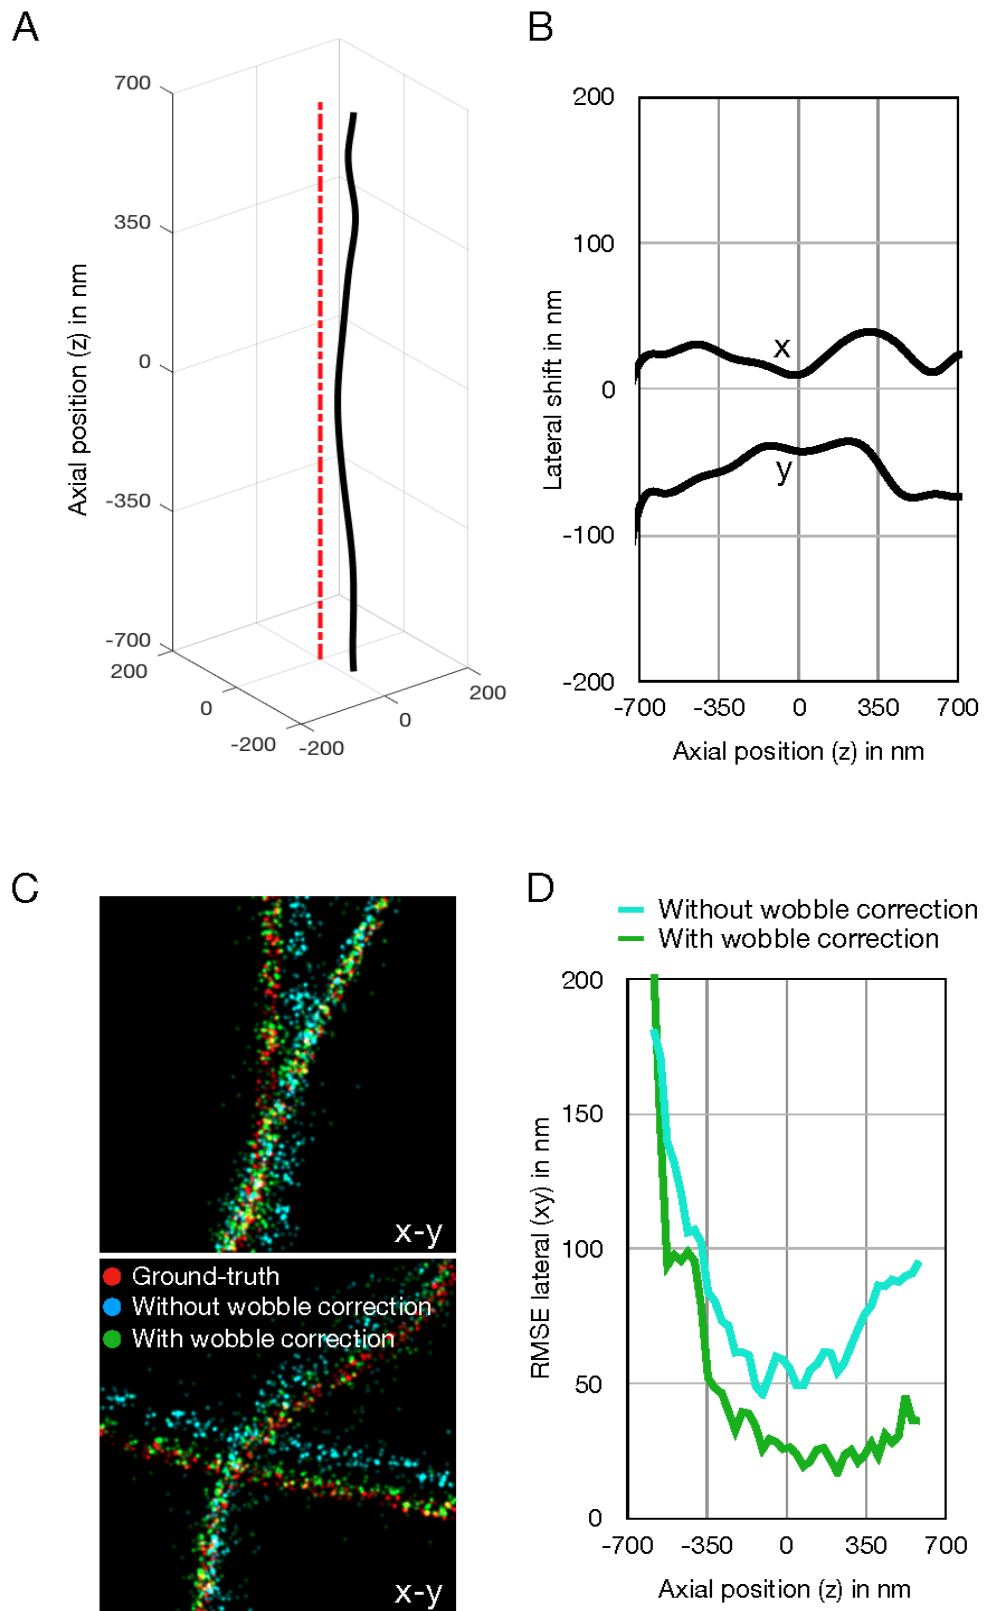 A
700
350
0
-350
-700
Axial position (z) in nm
200
0
-200
-200
0
200
B
200
100
0
-100
-200
Lateral shift in nm
x
y
-700 -350 0 350 700
Axial position (z) in nm
C
x-y
Ground-truth
Without wobble correction
With wobble correction
x-y
D
Without wobble correction
With wobble correction
200
150
100
50
0
RMSE lateral (xy) in nm
-700 -350 0 350 700
Axial position (z) in nm